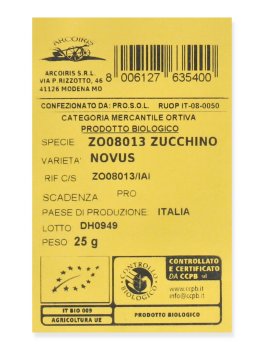 ARCOIRIS
ARCOIRIS S.R.L.
VIA P.RIZZOTTO, 46
41126 MODENA MO
8 006127 635400
CONFEZIONATO DA: PRO.S.O.L. RUOP IT-08-0050
CATEGORIA MERCANTILE ORTIVA
PRODOTTO BIOLOGICO
SPECIE ZO08013 ZUCCHINO
VARIETA' NOVUS
RIF C/S ZO08013/IAI
SCADENZA PRO
PAESE DI PRODUZIONE: ITALIA
LOTTO DH0949
PESO 25 g
CONTROLLO BIOLOGICO
CONTROLLATO
E CERTIFICATO
DA CCPB srl
www.ccpb.it
info@ccpb.it
IT BIO 009
AGRICOLTURA UE
PRODOTTO BIOLOGICO